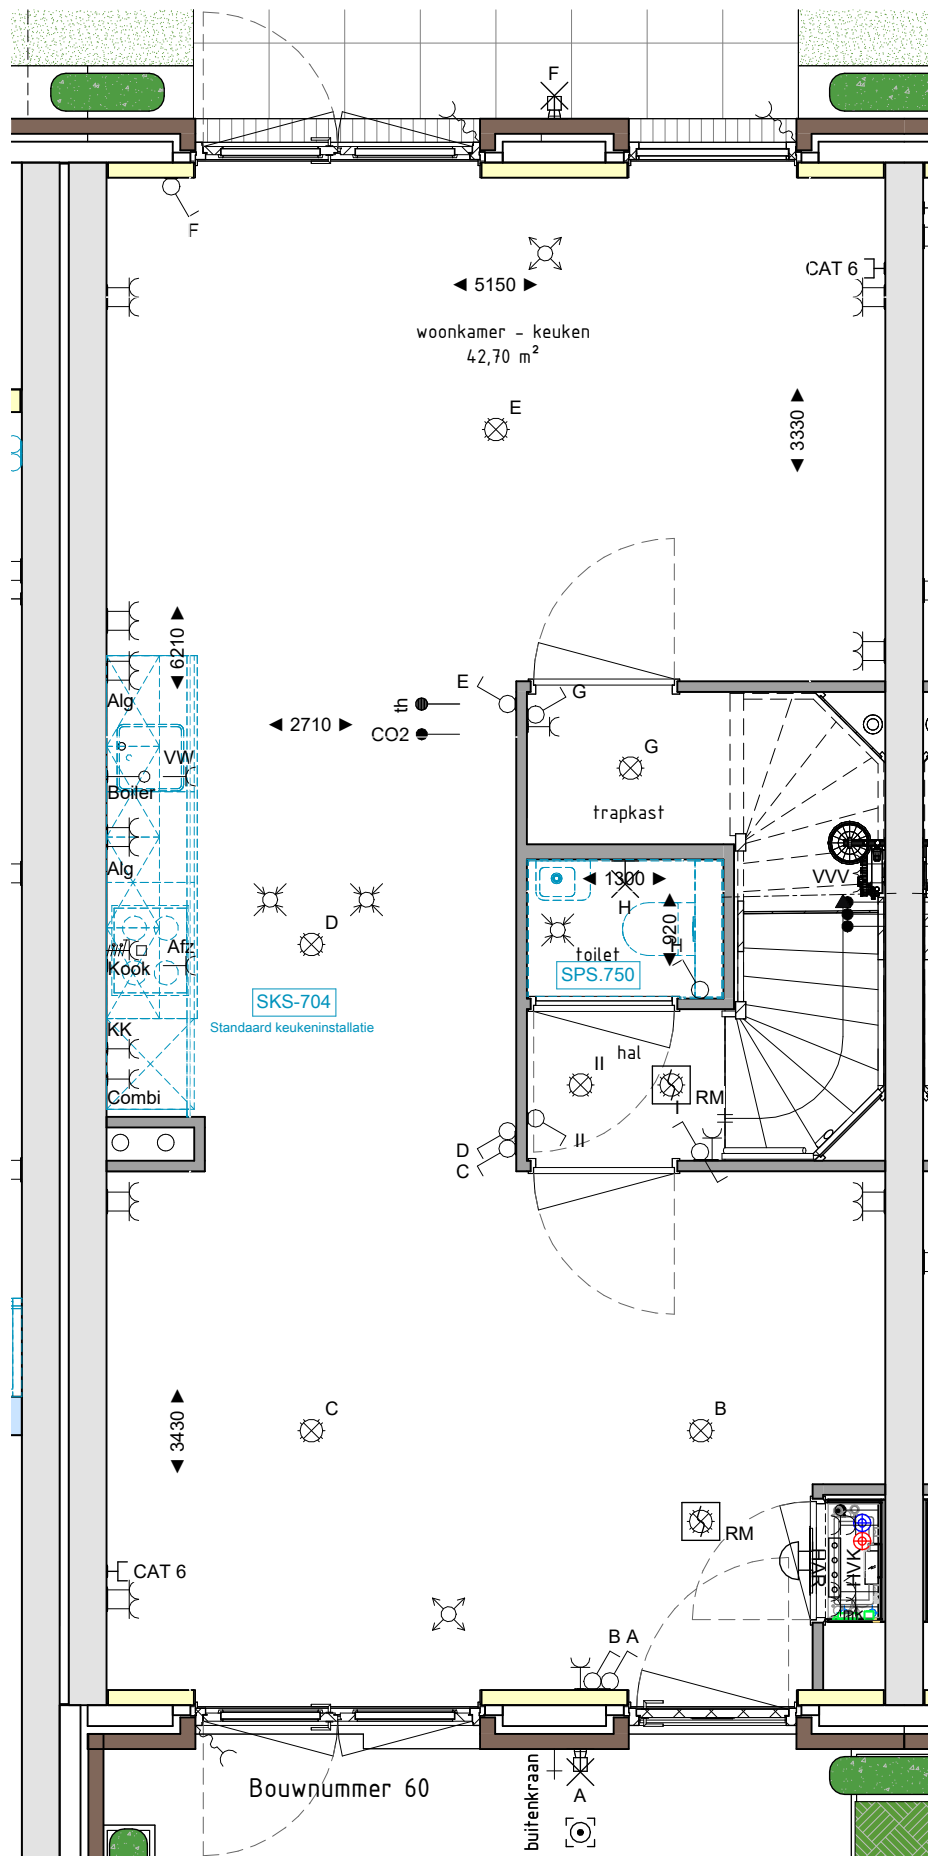 F
F
CAT 6
◄ 5150 ►
woonkamer - keuken
42,70 m²
E
◄ 3330 ►
◄ 6210 ►
E
G
th
◄ 2710 ►
CO2
Alg
VW
Boiler
G
trapkast
Alg
VVV
◄ 1300 ►
H
D
◄ 920 ►
H
toilet
Afz
Kook
SPS.750
SKS-704
Standaard keukeninstallatie
KK
hal
II
RM
Combi
I
II
D
C
C
B
◄ 3430 ►
RM
CAT 6
HAR
HVK
B A
Bouwnummer 60
buitenkraan
A